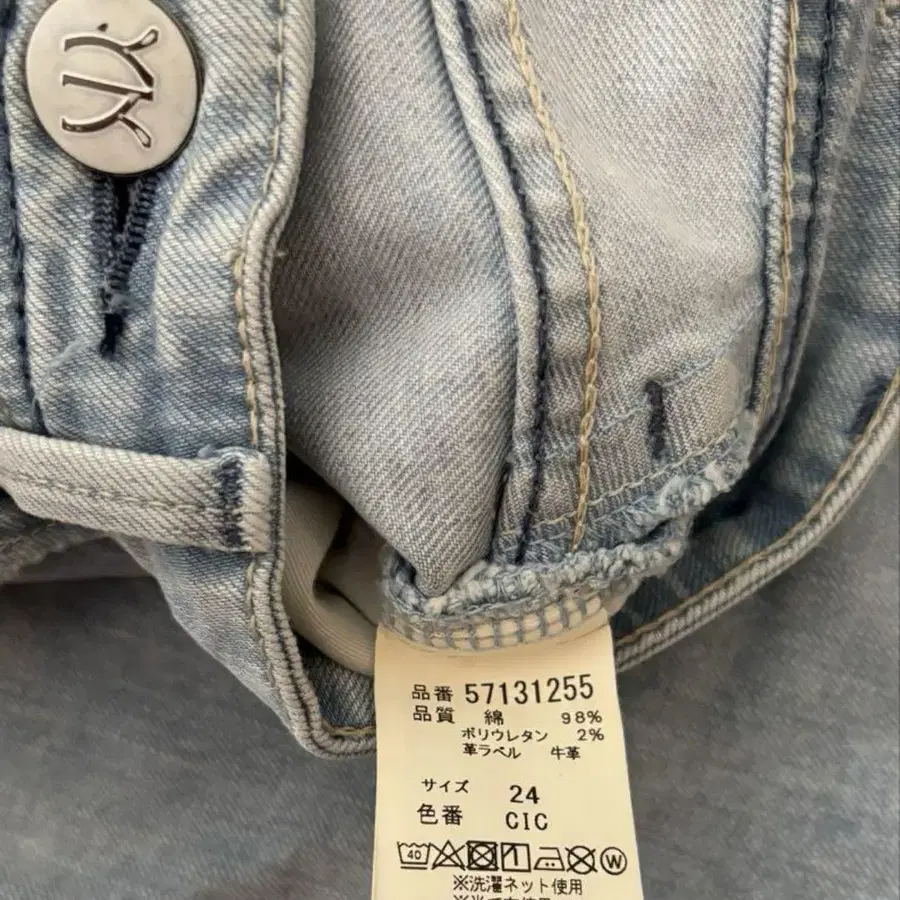 品番 57131255
品質 綿 98%
ポリウレタン 2%
革ラベル 牛革
サイズ 24
色番 CIC
40 W
※洗濯ネット使用